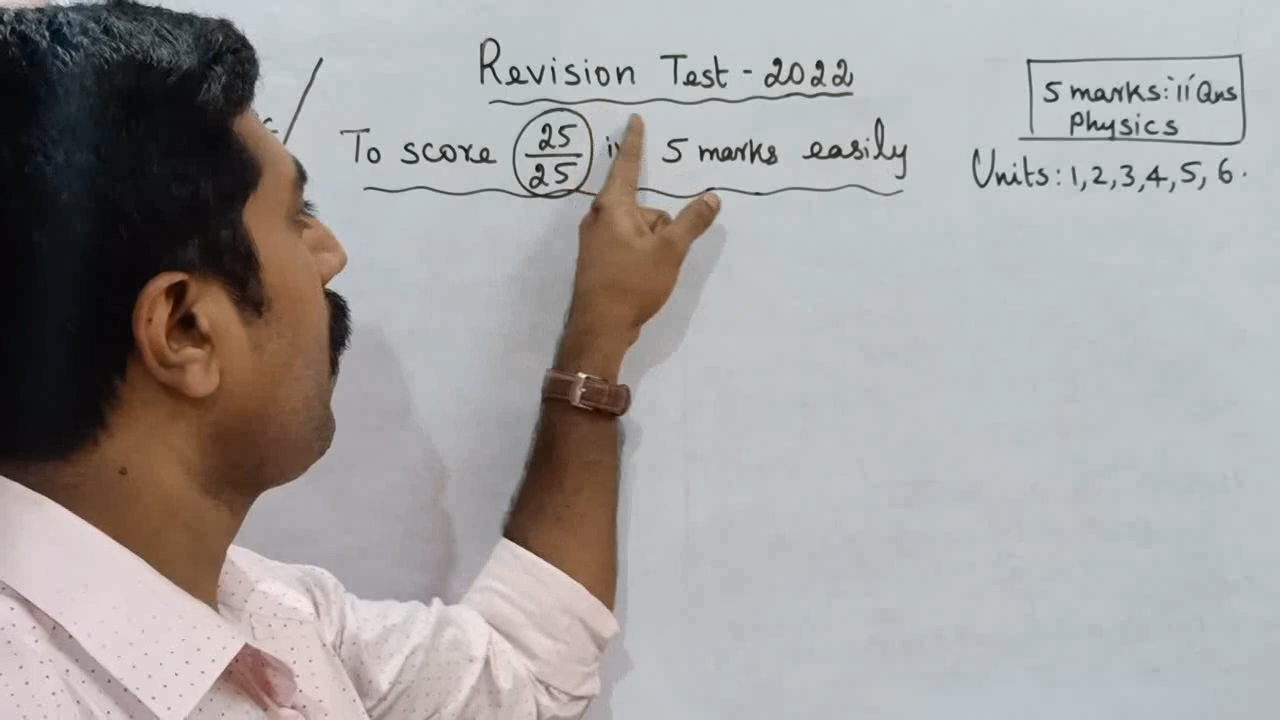 Revision Test - 2022
To score 25/25 in 5 marks easily
5 marks: 11 Qns
Physics
Units: 1, 2, 3, 4, 5, 6.